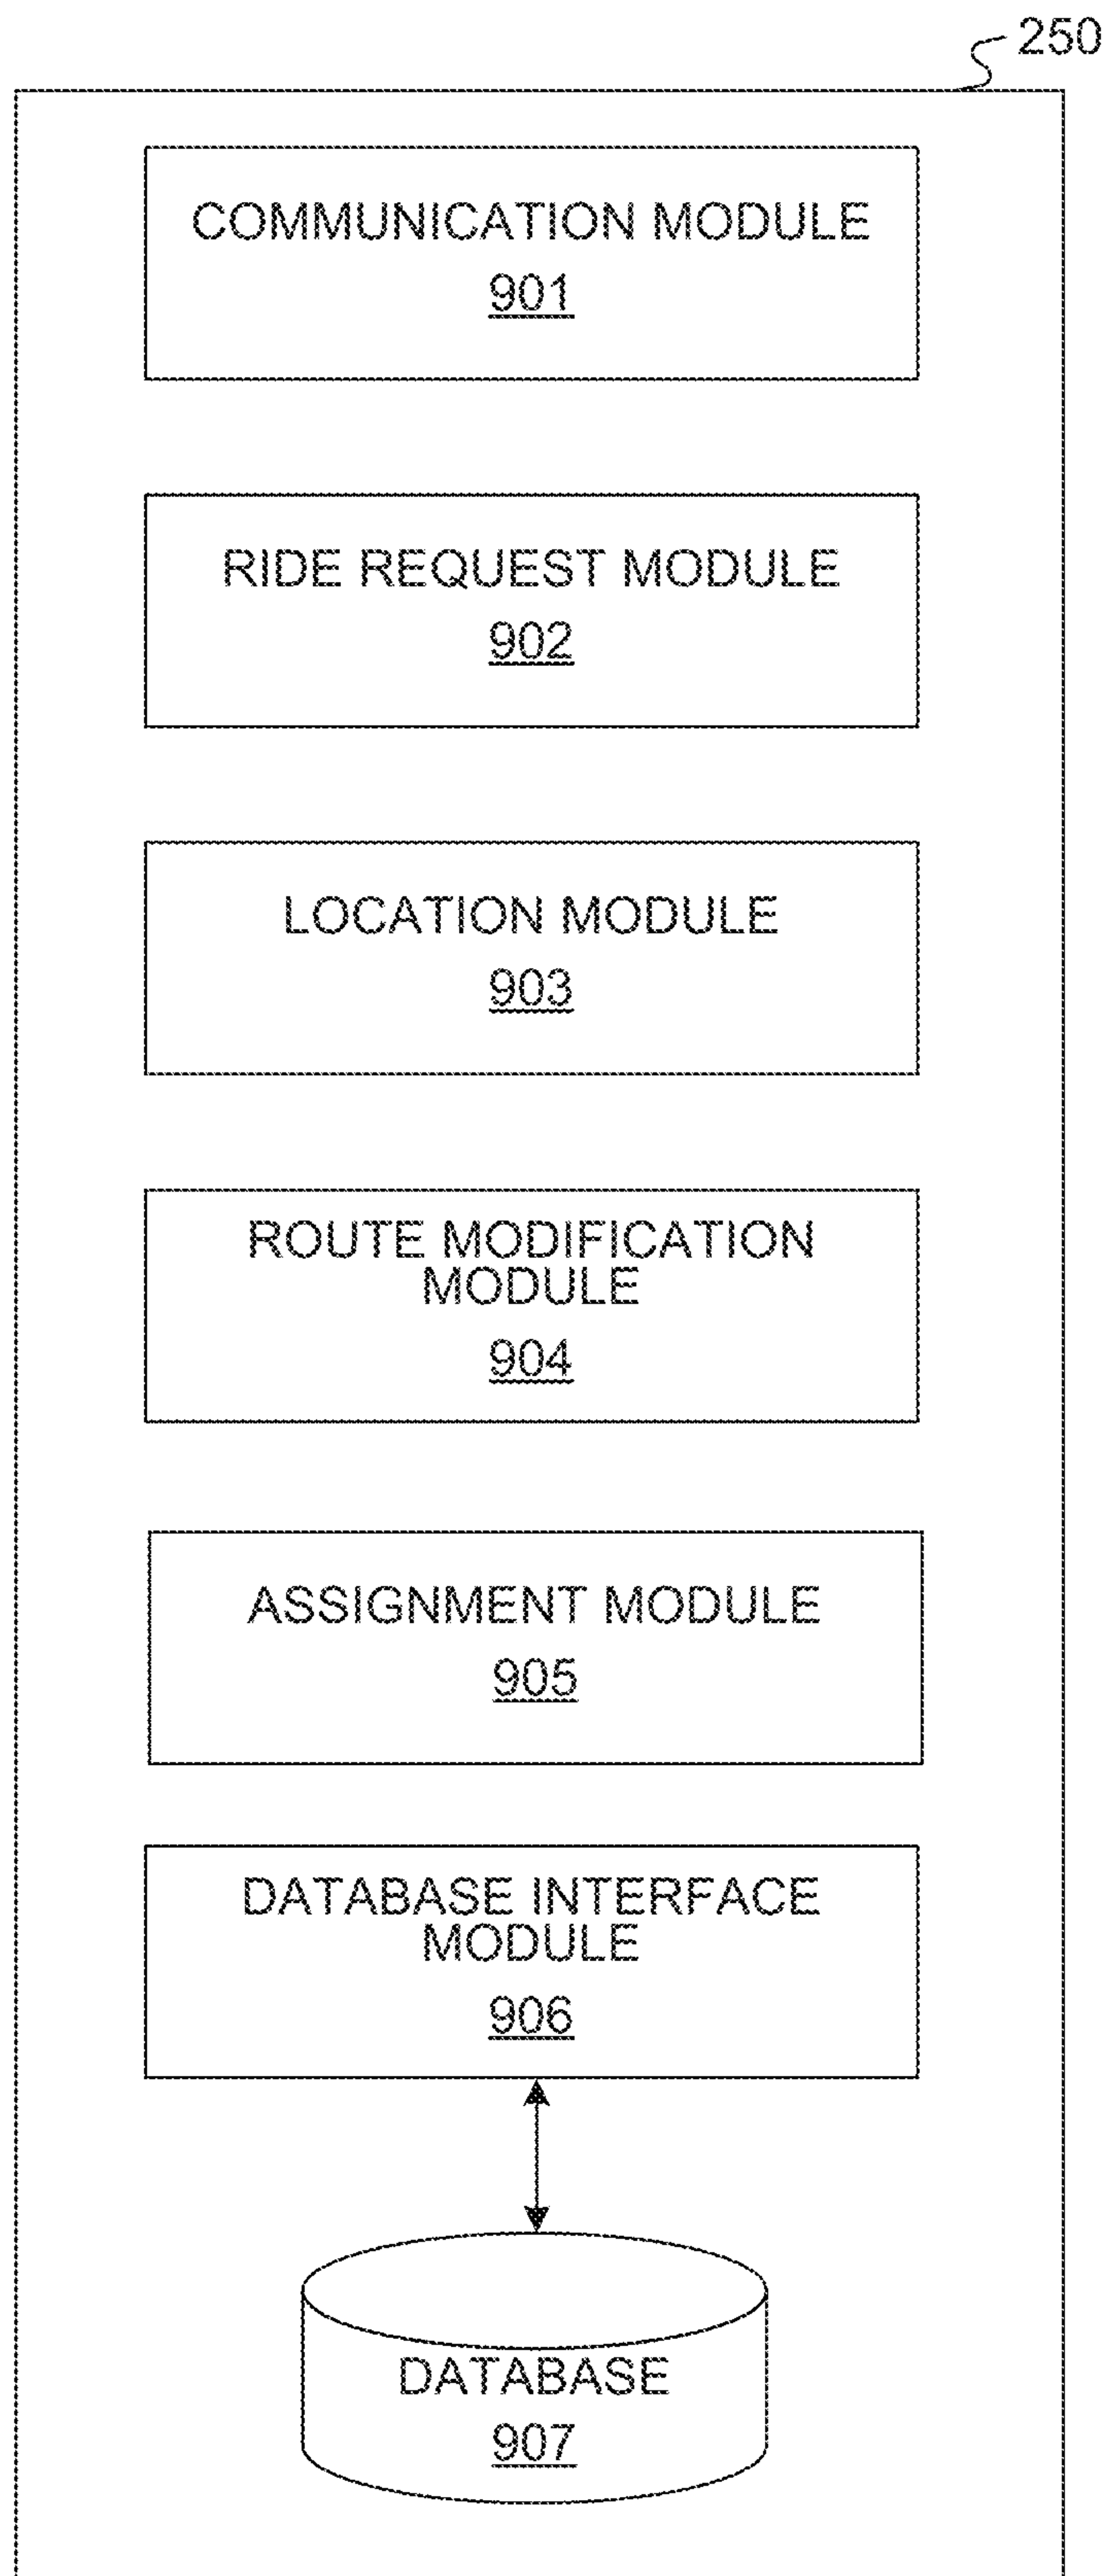 250
COMMUNICATION MODULE
901
RIDE REQUEST MODULE
902
LOCATION MODULE
903
ROUTE MODIFICATION
MODULE
904
ASSIGNMENT MODULE
905
DATABASE INTERFACE
MODULE
906
DATABASE
907